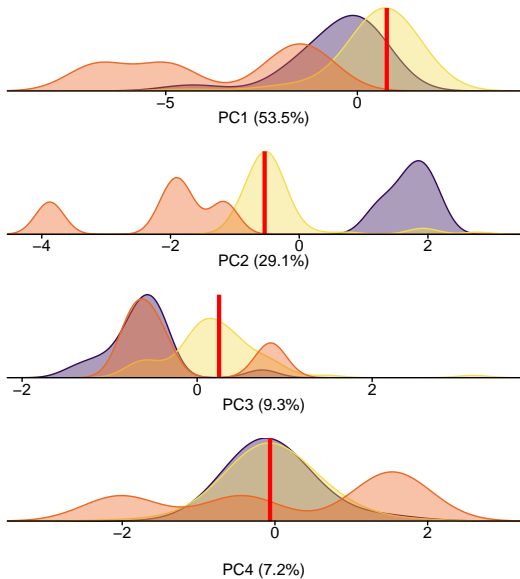 -5 0
PC1 (53.5%)
-4 -2 0 2
PC2 (29.1%)
-2 0 2
PC3 (9.3%)
-2 0 2
PC4 (7.2%)